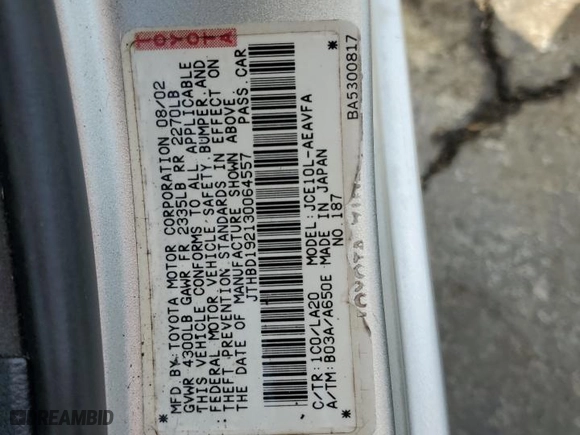 TOYOTA
MFD.BY:TOYOTA MOTOR CORPORATION 08/02
GVWR 4300LB GAWR FR 2335LB RR 2270LB
THIS VEHICLE CONFORMS TO ALL APPLICABLE
FEDERAL MOTOR VEHICLE SAFETY,BUMPER,AND
THEFT PREVENTION STANDARDS IN EFFECT ON
THE DATE OF MANUFACTURE SHOWN ABOVE.
*JTHBD192130064557* PASS.CAR
C/TR:1C0/LA20 MODEL:JCE10L-AEAVFA
A/TM:B03A/A650E MADE IN JAPAN
NO 187 BA5300817
TOYOTA
DREAMBID